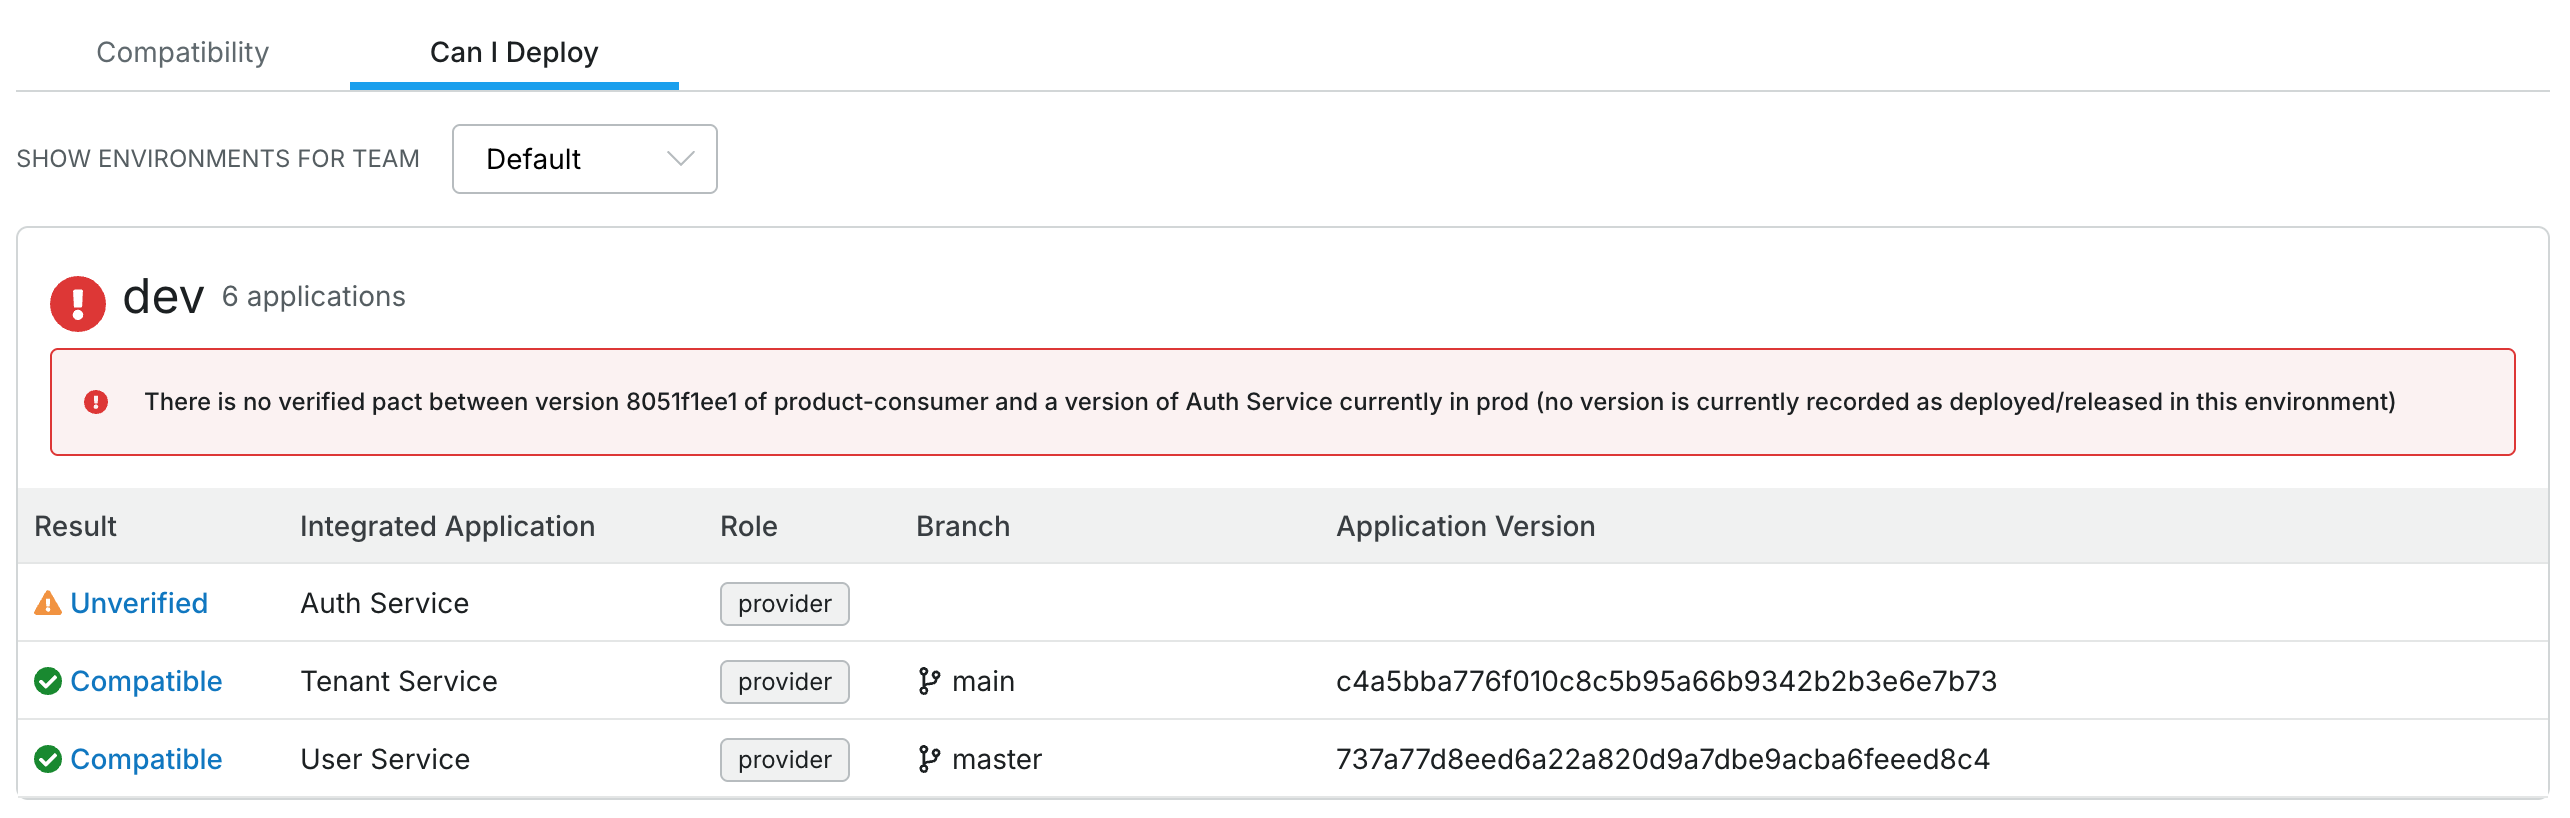 Compatibility Can I Deploy
SHOW ENVIRONMENTS FOR TEAM Default
dev 6 applications
There is no verified pact between version 8051f1ee1 of product-consumer and a version of Auth Service currently in prod (no version is currently recorded as deployed/released in this environment)
Result Integrated Application Role Branch Application Version
Unverified Auth Service provider
Compatible Tenant Service provider main c4a5bba776f010c8c5b95a66b9342b2b3e6e7b73
Compatible User Service provider master 737a77d8eed6a22a820d9a7dbe9acba6feeed8c4